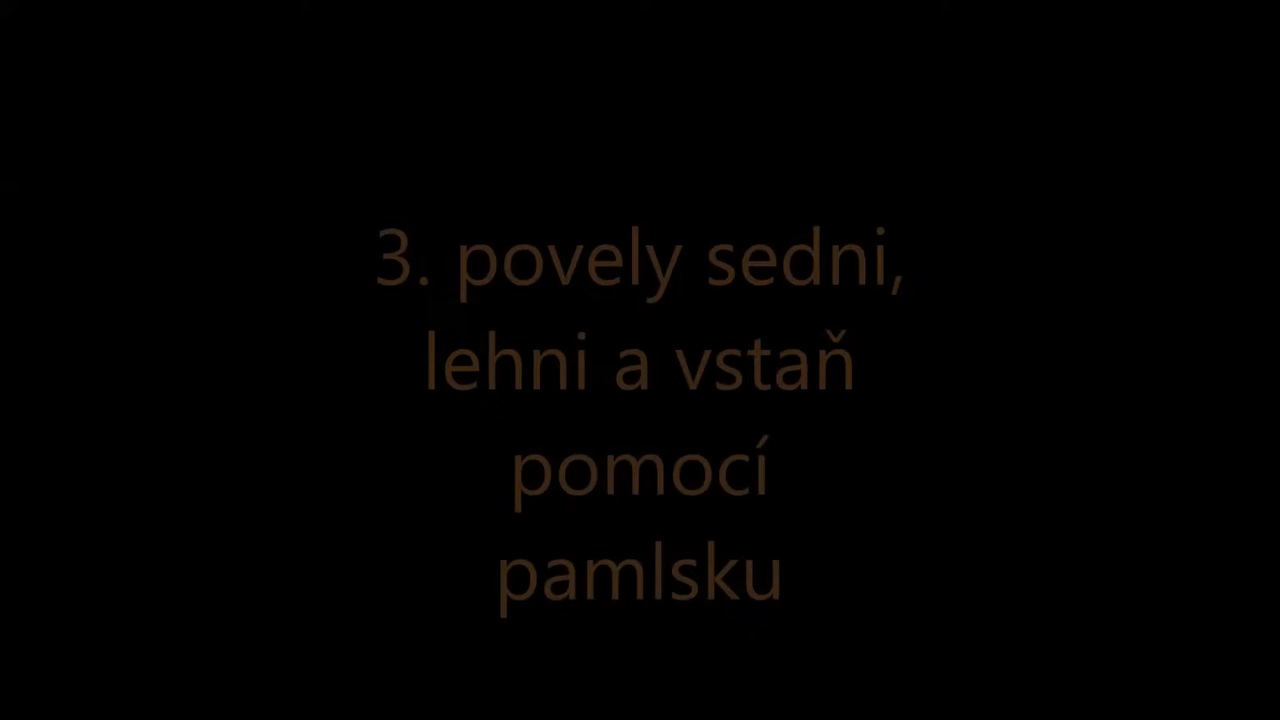 3. povely sedni,
lehni a vstaň
pomocí
pamlsku